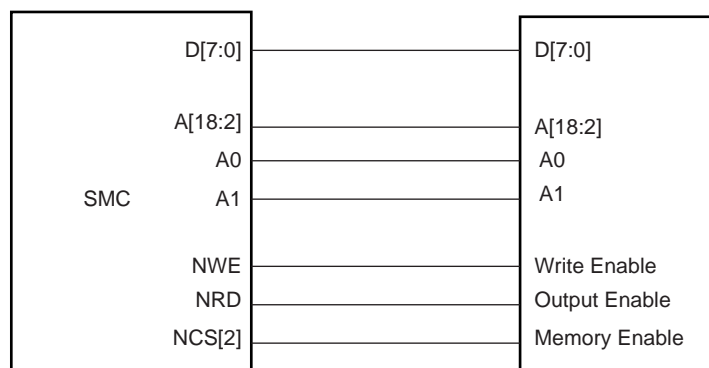 D[7:0] D[7:0]
A[18:2] A[18:2]
A0 A0
SMC A1 A1
NWE Write Enable
NRD Output Enable
NCS[2] Memory Enable